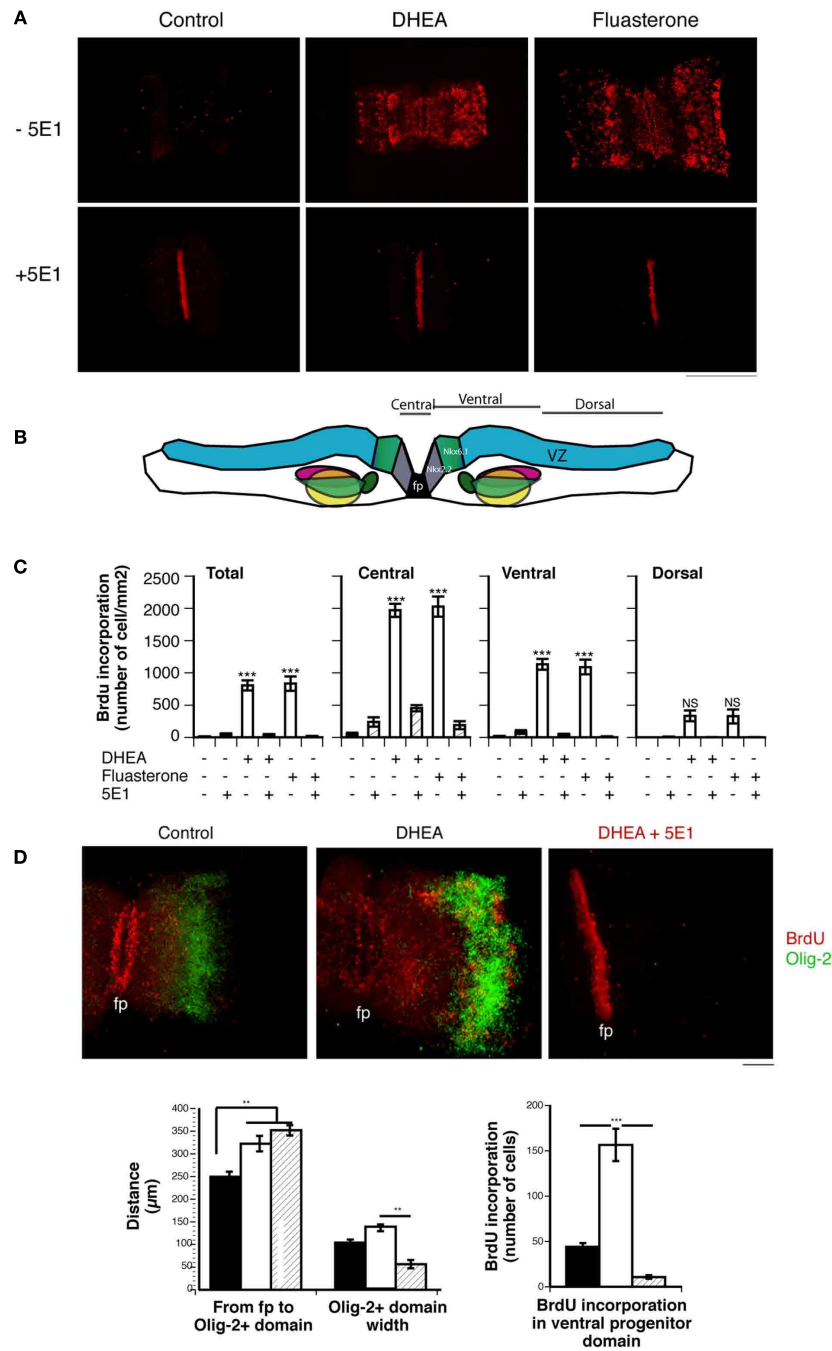 A
Control DHEA Fluasterone
- 5E1
+5E1
B
Central Ventral Dorsal
Nkx6.1
VZ
Nkx2.2
fp
C
Brdu incorporation
(number of cell/mm2)
2500
2000
1500
1000
500
0
Total Central Ventral Dorsal
*** *** *** *** *** *** NS NS
DHEA - - + + - - - - + + - - - - + + - - - - + + - -
Fluasterone - - - - + + - - - - + + - - - - + + - - - - + +
5E1 - + - + - + - + - + - + - + - + - + - + - + - +
D
Control DHEA DHEA + 5E1
fp fp fp
BrdU
Olig-2
Distance
(µm)
400
350
300
250
200
150
100
50
0
** **
From fp to
Olig-2+ domain
Olig-2+ domain
width
BrdU incorporation
(number of cells)
200
150
100
50
0
***
BrdU incorporation
in ventral progenitor
domain